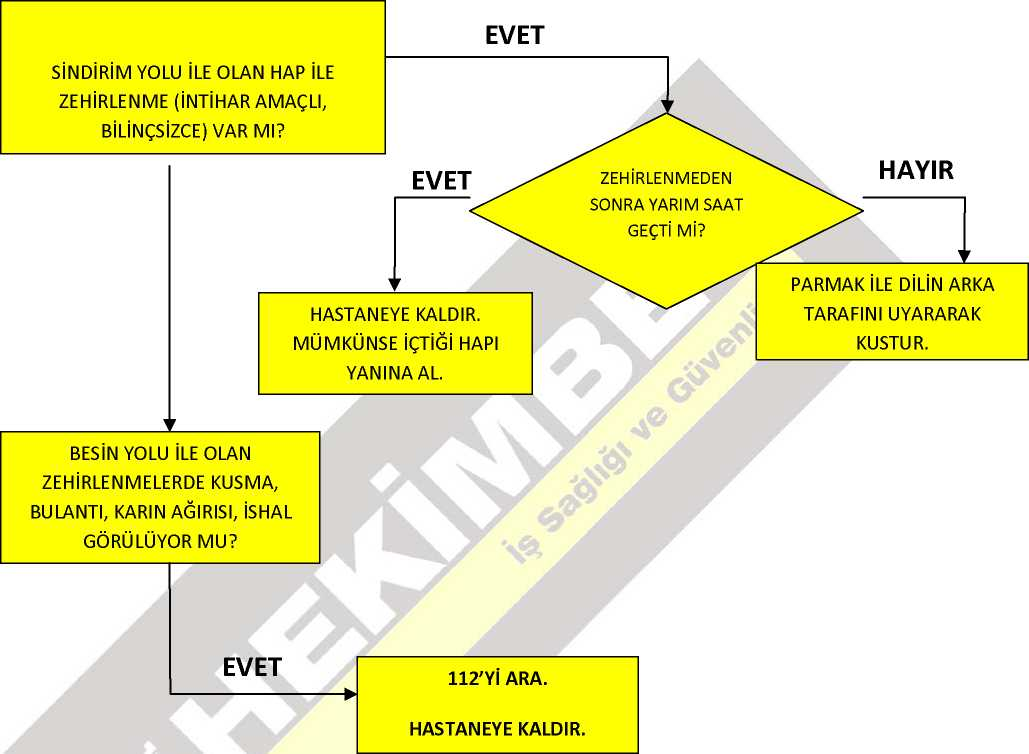 EVET
SİNDİRİM YOLU İLE OLAN HAP İLE
ZEHİRLENME (İNTİHAR AMAÇLI,
BİLİNÇSİZCE) VAR MI?
EVET
ZEHİRLENMEDEN
SONRA YARIM SAAT
GEÇTİ Mİ?
HAYIR
HASTANEYE KALDIR.
MÜMKÜNSE İÇTİĞİ HAPI
YANINA AL.
PARMAK İLE DİLİN ARKA
TARAFINI UYARARAK
KUSTUR.
BESİN YOLU İLE OLAN
ZEHİRLENMELERDE KUSMA,
BULANTI, KARIN AĞIRISI, İSHAL
GÖRÜLÜYOR MU?
EVET
112’Yİ ARA.
HASTANEYE KALDIR.
HEKİMBE
İş Sağlığı ve Güvenli